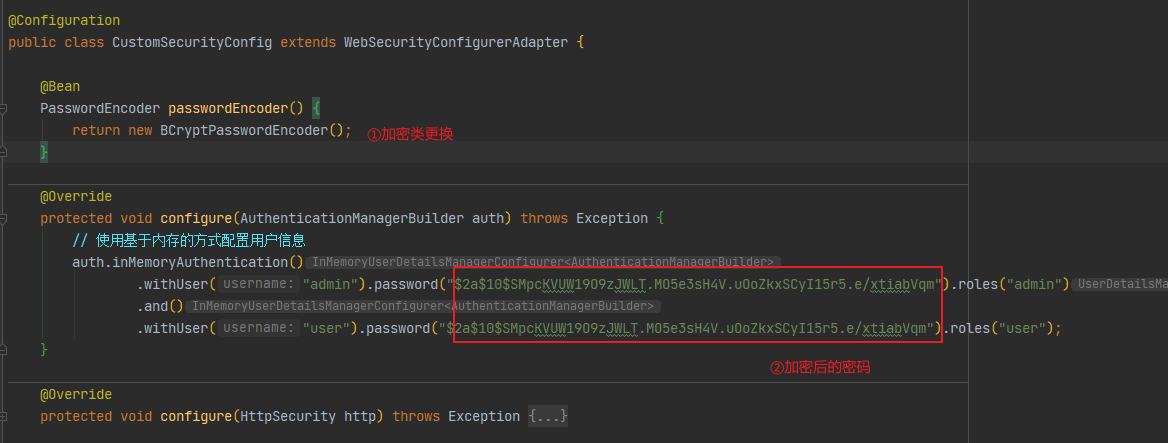 @Configuration
public class CustomSecurityConfig extends WebSecurityConfigurerAdapter {
@Bean
PasswordEncoder passwordEncoder() {
return new BCryptPasswordEncoder(); ①加密类更换
}
@Override
protected void configure(AuthenticationManagerBuilder auth) throws Exception {
// 使用基于内存的方式配置用户信息
auth.inMemoryAuthentication() InMemoryUserDetailsManagerConfigurer<AuthenticationManagerBuilder>
.withUser( username: "admin").password("$2a$10$SMpcKVUW19O9zJWLT.MO5e3sH4V.uOoZkxSCyI15r5.e/xtiabVqm").roles("admin") UserDetailsMa
.and() InMemoryUserDetailsManagerConfigurer<AuthenticationManagerBuilder>
.withUser( username: "user").password("$2a$10$SMpcKVUW19O9zJWLT.MO5e3sH4V.uOoZkxSCyI15r5.e/xtiabVqm").roles("user");
}
②加密后的密码
@Override
protected void configure(HttpSecurity http) throws Exception {...}